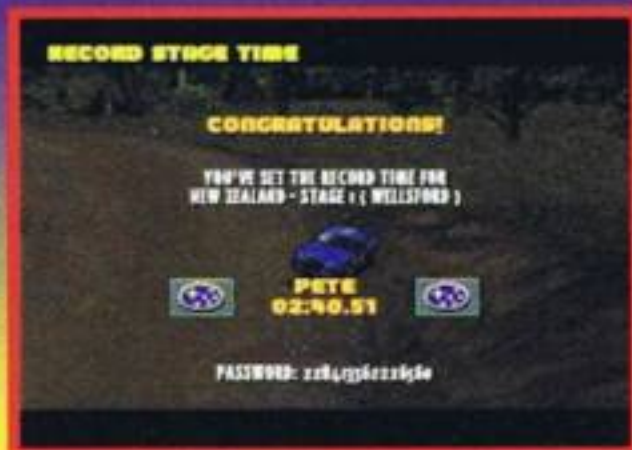 RECORD STAGE TIME
CONGRATULATIONS!
YOU'VE SET THE RECORD TIME FOR
NEW ZEALAND - STAGE 1 ( WELLSFORD )
PETE
02:40.51
PASSWORD: